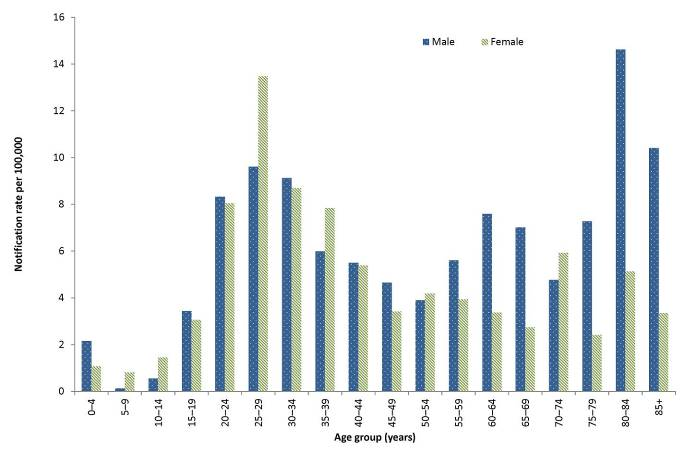 16
14
12
10
8
6
4
2
0
Notification rate per 100,000
Male Female
0–4 5–9 10–14 15–19 20–24 25–29 30–34 35–39 40–44 45–49 50–54 55–59 60–64 65–69 70–74 75–79 80–84 85+
Age group (years)